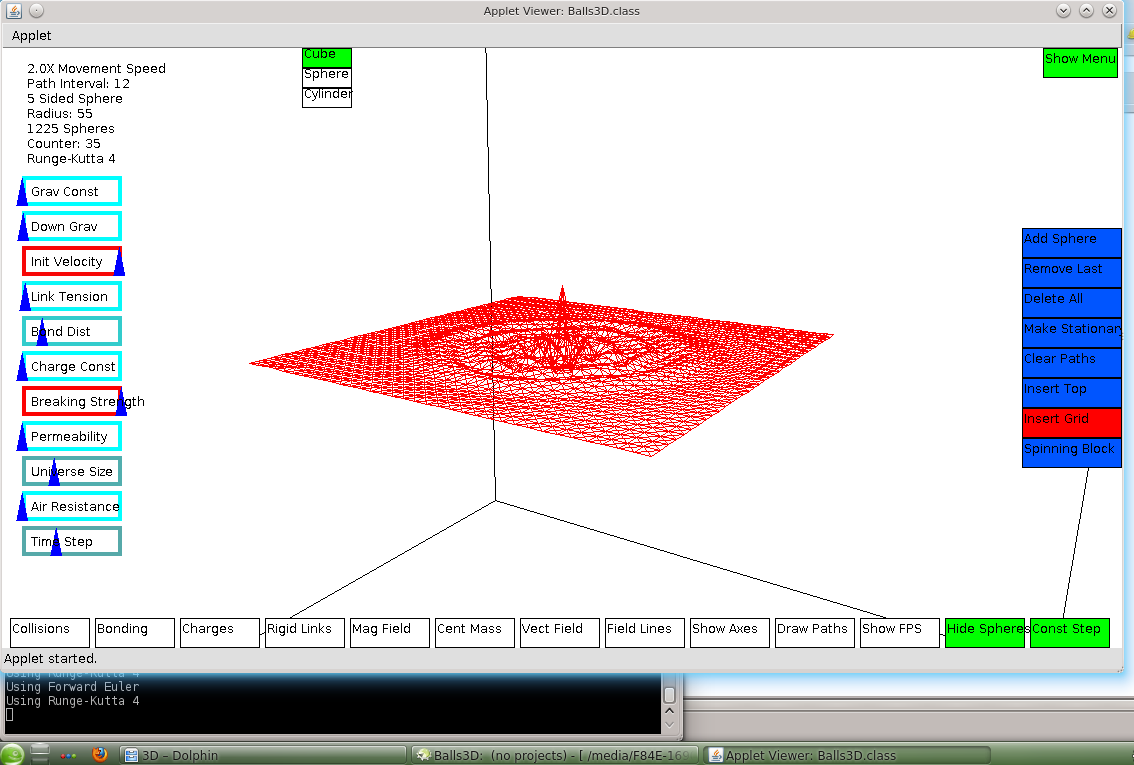 Applet Viewer: Balls3D.class
Applet
2.0X Movement Speed
Path Interval: 12
5 Sided Sphere
Radius: 55
1225 Spheres
Counter: 35
Runge-Kutta 4
Cube
Sphere
Cylinder
Show Menu
Grav Const
Down Grav
Init Velocity
Link Tension
Bond Dist
Charge Const
Breaking Strength
Permeability
Universe Size
Air Resistance
Time Step
Add Sphere
Remove Last
Delete All
Make Stationary
Clear Paths
Insert Top
Insert Grid
Spinning Block
Collisions
Bonding
Charges
Rigid Links
Mag Field
Cent Mass
Vect Field
Field Lines
Show Axes
Draw Paths
Show FPS
Hide Spheres
Const Step
Applet started.
Using Runge-Kutta 4
Using Forward Euler
Using Runge-Kutta 4
3D – Dolphin
Balls3D: (no projects) - [ /media/F84E-169
Applet Viewer: Balls3D.class